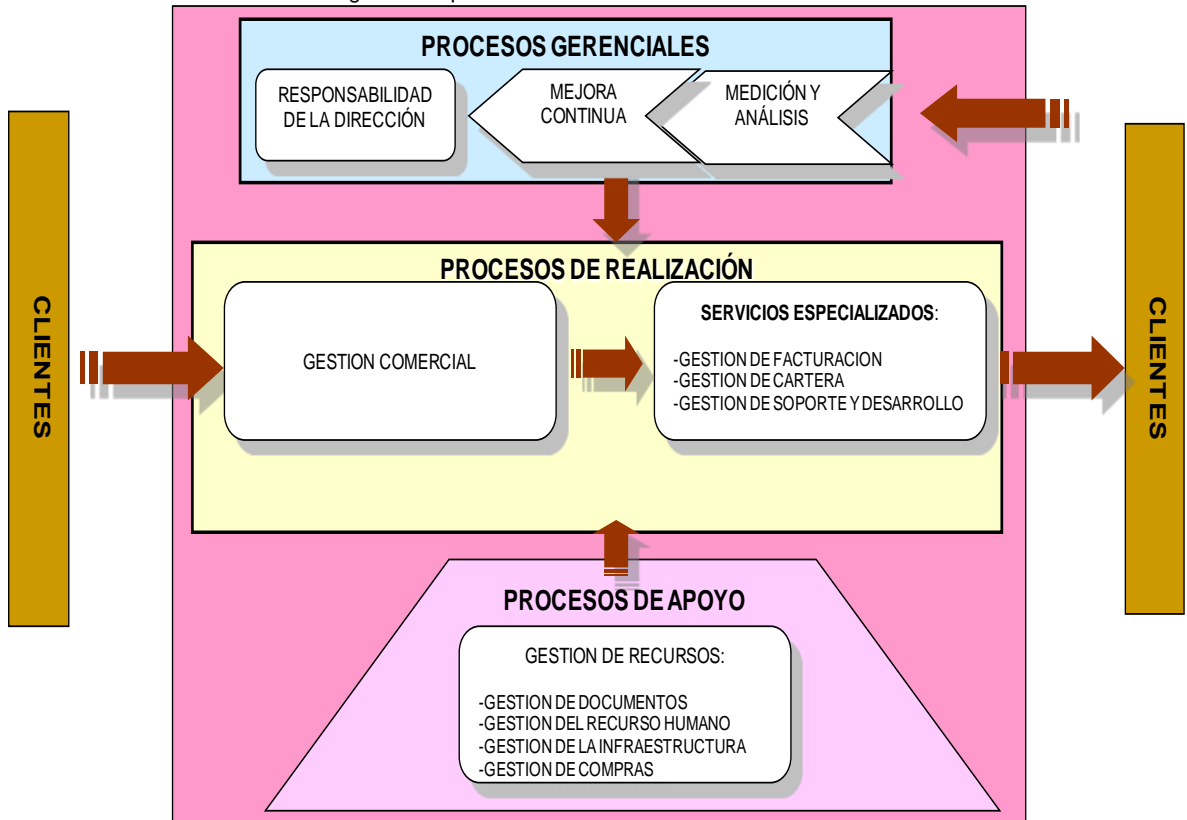 PROCESOS GERENCIALES
RESPONSABILIDAD
DE LA DIRECCIÓN
MEJORA
CONTINUA
MEDICIÓN Y
ANÁLISIS
CLIENTES
PROCESOS DE REALIZACIÓN
GESTION COMERCIAL
SERVICIOS ESPECIALIZADOS:
-GESTION DE FACTURACION
-GESTION DE CARTERA
-GESTION DE SOPORTE Y DESARROLLO
CLIENTES
PROCESOS DE APOYO
GESTION DE RECURSOS:
-GESTION DE DOCUMENTOS
-GESTION DEL RECURSO HUMANO
-GESTION DE LA INFRAESTRUCTURA
-GESTION DE COMPRAS